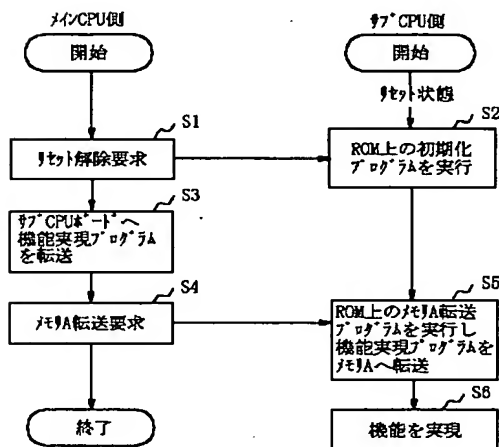 メインCPU側
サブCPU側
開始
開始
リセット状態
S1
S2
リセット解除要求
ROM上の初期化
プログラムを実行
S3
サブCPUボードへ
機能実現プログラム
を転送
S4
S5
メモリA転送要求
ROM上のメモリA転送
プログラムを実行し
機能実現プログラムを
メモリAへ転送
S6
終了
機能を実現